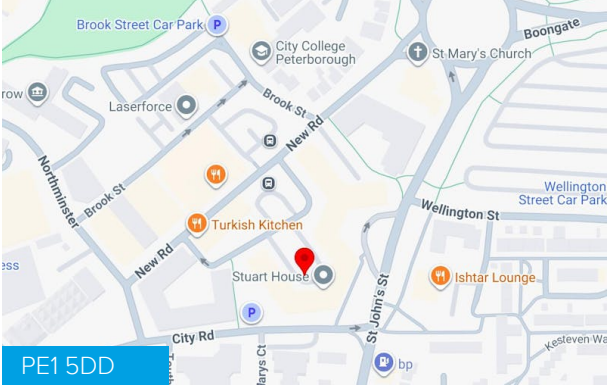 Brook Street Car Park
P
City College
Peterborough
St Mary's Church
Boongate
row
Laserforce
Brook St
New Rd
Northminster
Brook St
Wellington
Street Car Park
Wellington St
Turkish Kitchen
New Rd
ess
Stuart House
Ishtar Lounge
St John's St
P
City Rd
Kesteven Wa
arys Ct
bp
PE1 5DD